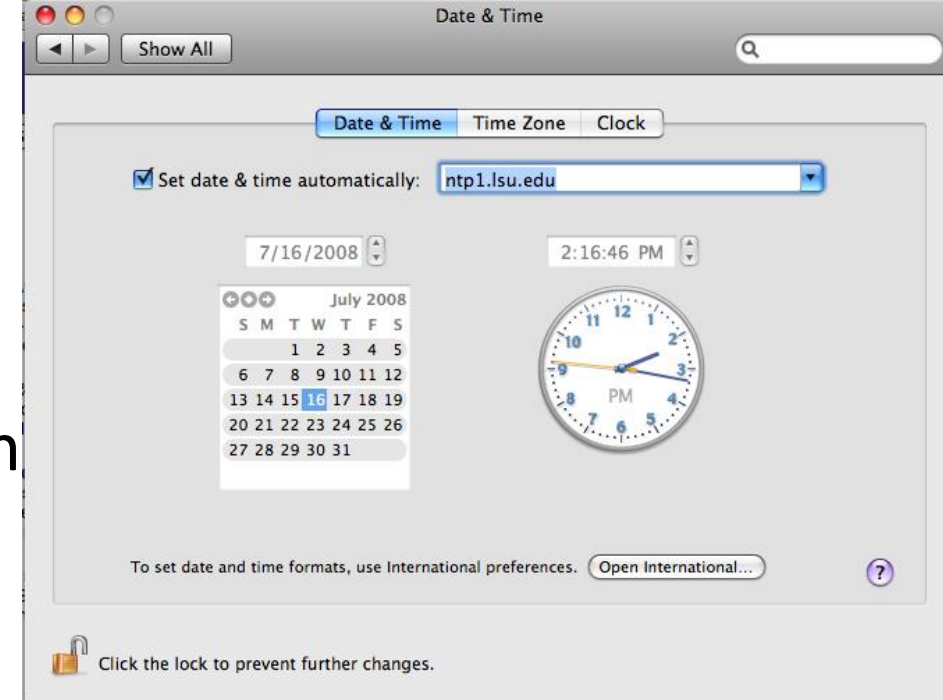 Date & Time
Show All
Date & Time Time Zone Clock
Set date & time automatically: ntp1.lsu.edu
7/16/2008 2:16:46 PM
July 2008
S M T W T F S
1 2 3 4 5
6 7 8 9 10 11 12
13 14 15 16 17 18 19
20 21 22 23 24 25 26
27 28 29 30 31
12
11 1
10 2
9 3
PM
8 4
7 5
6
n
To set date and time formats, use International preferences. Open International...
?
Click the lock to prevent further changes.